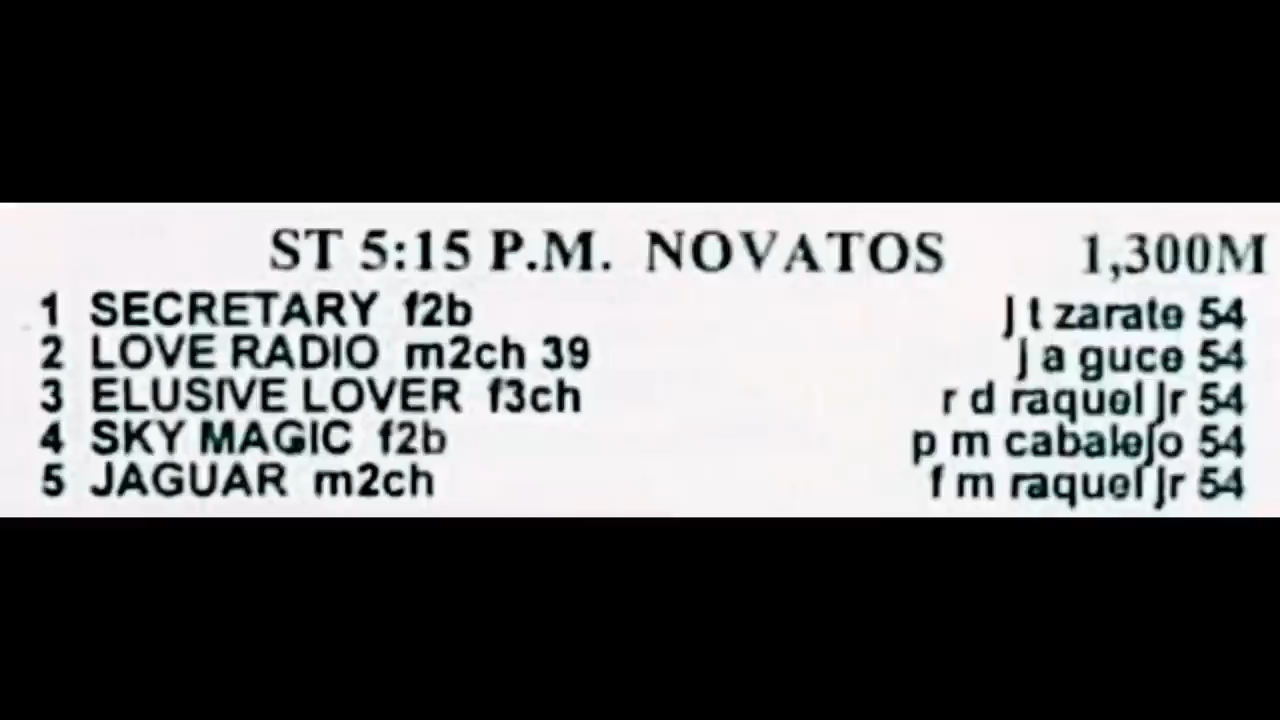 ST 5:15 P.M. NOVATOS 1,300M
1 SECRETARY f2b j t zarate 54
2 LOVE RADIO m2ch 39 j a guce 54
3 ELUSIVE LOVER f3ch r d raquel jr 54
4 SKY MAGIC f2b p m cabalejo 54
5 JAGUAR m2ch f m raquel jr 54